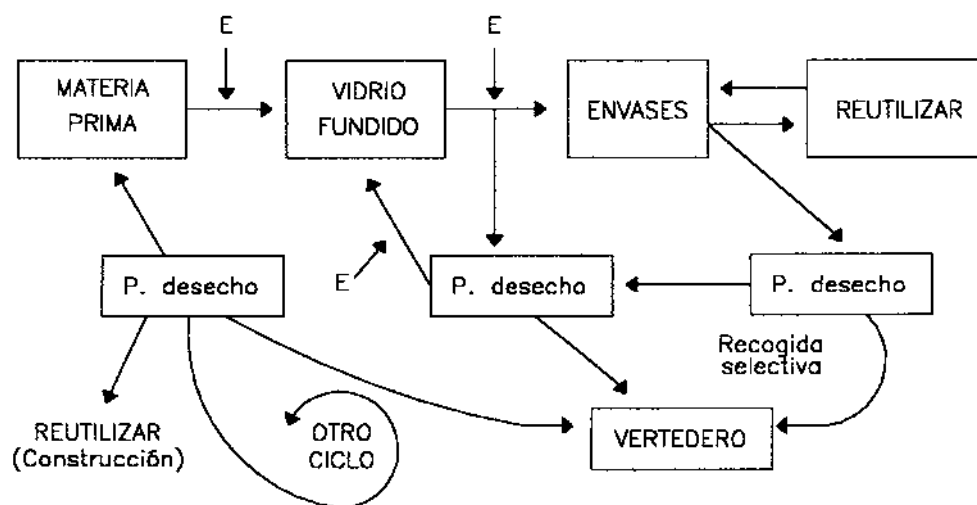 E
E
MATERIA
PRIMA
VIDRIO
FUNDIDO
ENVASES
REUTILIZAR
E
P. desecho
P. desecho
P. desecho
Recogida
selectiva
REUTILIZAR
(Construcción)
OTRO
CICLO
VERTEDERO